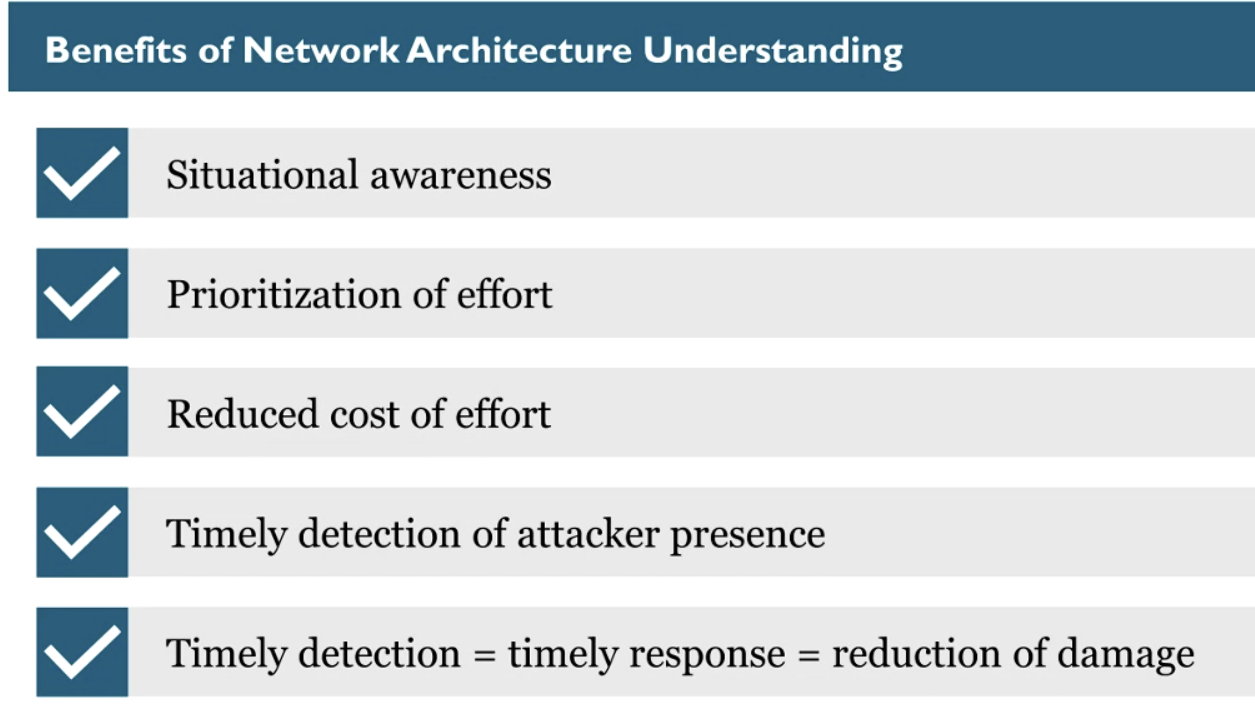 Benefits of Network Architecture Understanding
Situational awareness
Prioritization of effort
Reduced cost of effort
Timely detection of attacker presence
Timely detection = timely response = reduction of damage